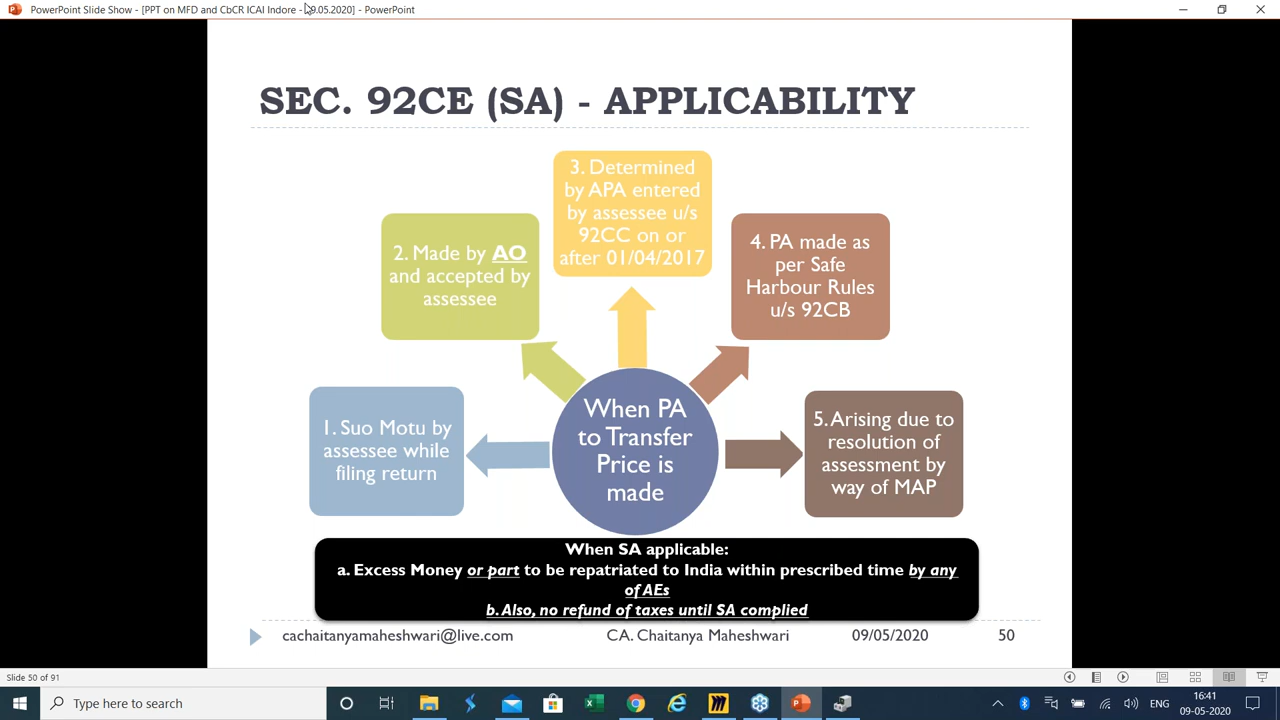 PowerPoint Slide Show - [PPT on MFD and CbCR ICAI Indore - 09.05.2020] - PowerPoint
SEC. 92CE (SA) - APPLICABILITY
3. Determined
by APA entered
by assessee u/s
92CC on or
after 01/04/2017
2. Made by AO
and accepted by
assessee
4. PA made as
per Safe
Harbour Rules
u/s 92CB
1. Suo Motu by
assessee while
filing return
When PA
to Transfer
Price is
made
5. Arising due to
resolution of
assessment by
way of MAP
When SA applicable:
a. Excess Money or part to be repatriated to India within prescribed time by any
of AEs
b. Also, no refund of taxes until SA complied
cachaitanyamaheshwari@live.com CA. Chaitanya Maheshwari 09/05/2020 50
Slide 50 of 91
Type here to search
ENG
16:41
09-05-2020